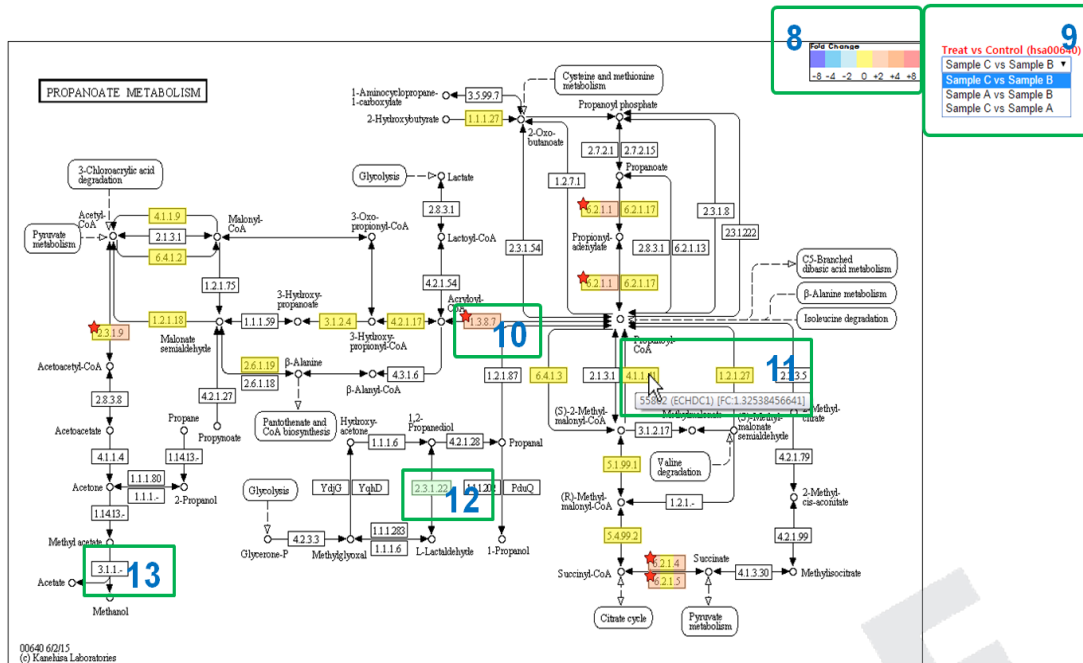 8
Fold Change
-8 -4 -2 0 +2 +4 +8
9
Treat vs Control (hsa00640)
Sample C vs Sample B
Sample C vs Sample B
Sample A vs Sample B
Sample C vs Sample A
PROPANOATE METABOLISM
1-Aminocyclopropane-
1-carboxylate
3.5.99.7
Cysteine and methionine
metabolism
2-Hydroxybutyrate
1.1.1.27
2-Oxo-
butanoate
Propanoyl phosphate
2.7.2.1
2.7.2.15
Propanoate
1.2.7.1
6.2.1.1
6.2.1.17
2.3.1.8
2.3.1.222
Propionyl-
adenylate
2.3.1.54
2.8.3.1
6.2.1.13
6.2.1.1
6.2.1.17
C5-Branched
dibasic acid metabolism
β-Alanine metabolism
Isoleucine degradation
Propanoyl-
CoA
3-Chloroacrylic acid
degradation
Acetyl-
CoA
4.1.1.9
Malonyl-
CoA
Pyruvate
metabolism
2.1.3.1
6.4.1.2
Glycolysis
Lactate
2.8.3.1
3-Oxo-
propionyl-CoA
Lactoyl-CoA
1.2.1.75
4.2.1.54
3-Hydroxy-
propanoate
Acryloyl-
CoA
2.3.1.9
1.2.1.18
1.1.1.59
3.1.2.4
4.2.1.17
1.3.8.7
10
Malonate
semialdehyde
3-Hydroxy-
propionyl-CoA
Acetoacetyl-CoA
2.6.1.19
2.6.1.18
β-Alanine
4.3.1.6
β-Alanyl-CoA
1.2.1.87
6.4.1.3
2.1.3.1
1.2.1.27
11
55862 (ECHDC1) [FC:1.32538456641]
2.8.3.8
4.2.1.27
Propane
Propynoate
Pantothenate and
CoA biosynthesis
Acetoacetate
4.1.1.4
1.14.13.-
Acetone
1.1.1.80
1.1.1.-
2-Propanol
1.14.13.-
Methyl acetate
3.1.1.-
13
Acetate
Methanol
Hydroxy-
acetone
1.1.1.6
1,2-
Propanediol
4.2.1.28
Propanal
YdjG
YqhD
2.3.1.22
12
PduQ
Glycolysis
Glycerone-P
4.2.3.3
Methylglyoxal
1.1.1.283
1.1.1.6
L-Lactaldehyde
1-Propanol
(S)-2-Methyl-
malonyl-CoA
3.1.2.17
Methylmalonate
(S)-Methyl-
malonate
semialdehyde
2-Methyl-
citrate
5.1.99.1
Valine
degradation
4.2.1.79
(R)-Methyl-
malonyl-CoA
1.2.1.-
2-Methyl-
cis-aconitate
5.4.99.2
4.2.1.99
6.2.1.4
6.2.1.5
Succinyl-CoA
Succinate
4.1.3.30
Methylisocitrate
Citrate cycle
Pyruvate
metabolism
00640 6/2/15
(c) Kanehisa Laboratories